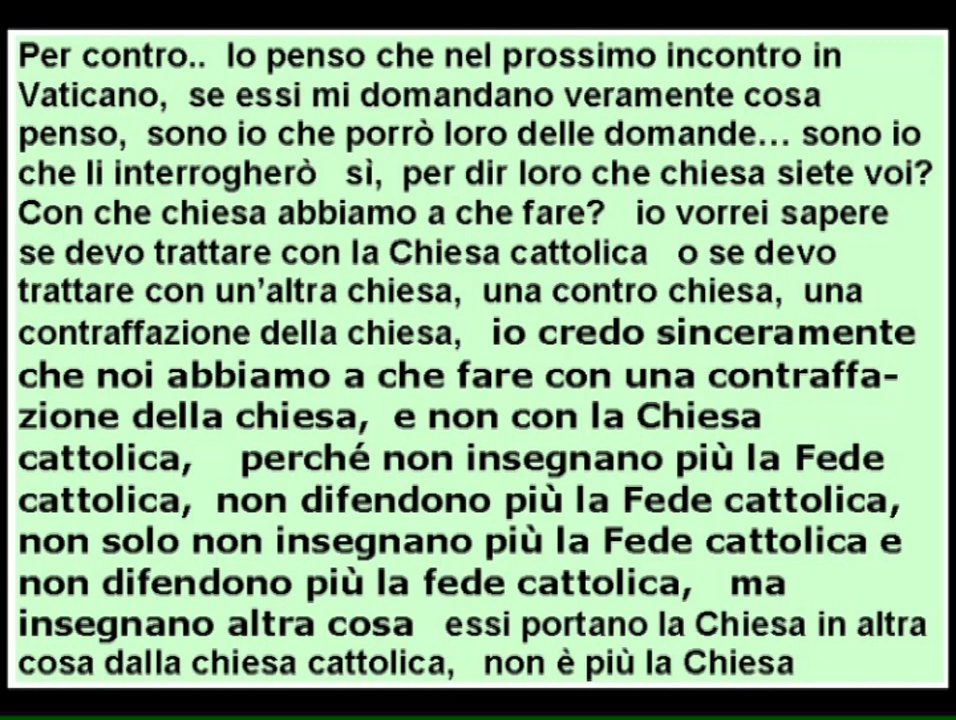 Per contro.. Io penso che nel prossimo incontro in
Vaticano, se essi mi domandano veramente cosa
penso, sono io che porrò loro delle domande... sono io
che li interrogherò sì, per dir loro che chiesa siete voi?
Con che chiesa abbiamo a che fare? io vorrei sapere
se devo trattare con la Chiesa cattolica o se devo
trattare con un'altra chiesa, una contro chiesa, una
contraffazione della chiesa, io credo sinceramente
che noi abbiamo a che fare con una contraffa-
zione della chiesa, e non con la Chiesa
cattolica, perché non insegnano più la Fede
cattolica, non difendono più la Fede cattolica,
non solo non insegnano più la Fede cattolica e
non difendono più la fede cattolica, ma
insegnano altra cosa essi portano la Chiesa in altra
cosa dalla chiesa cattolica, non è più la Chiesa